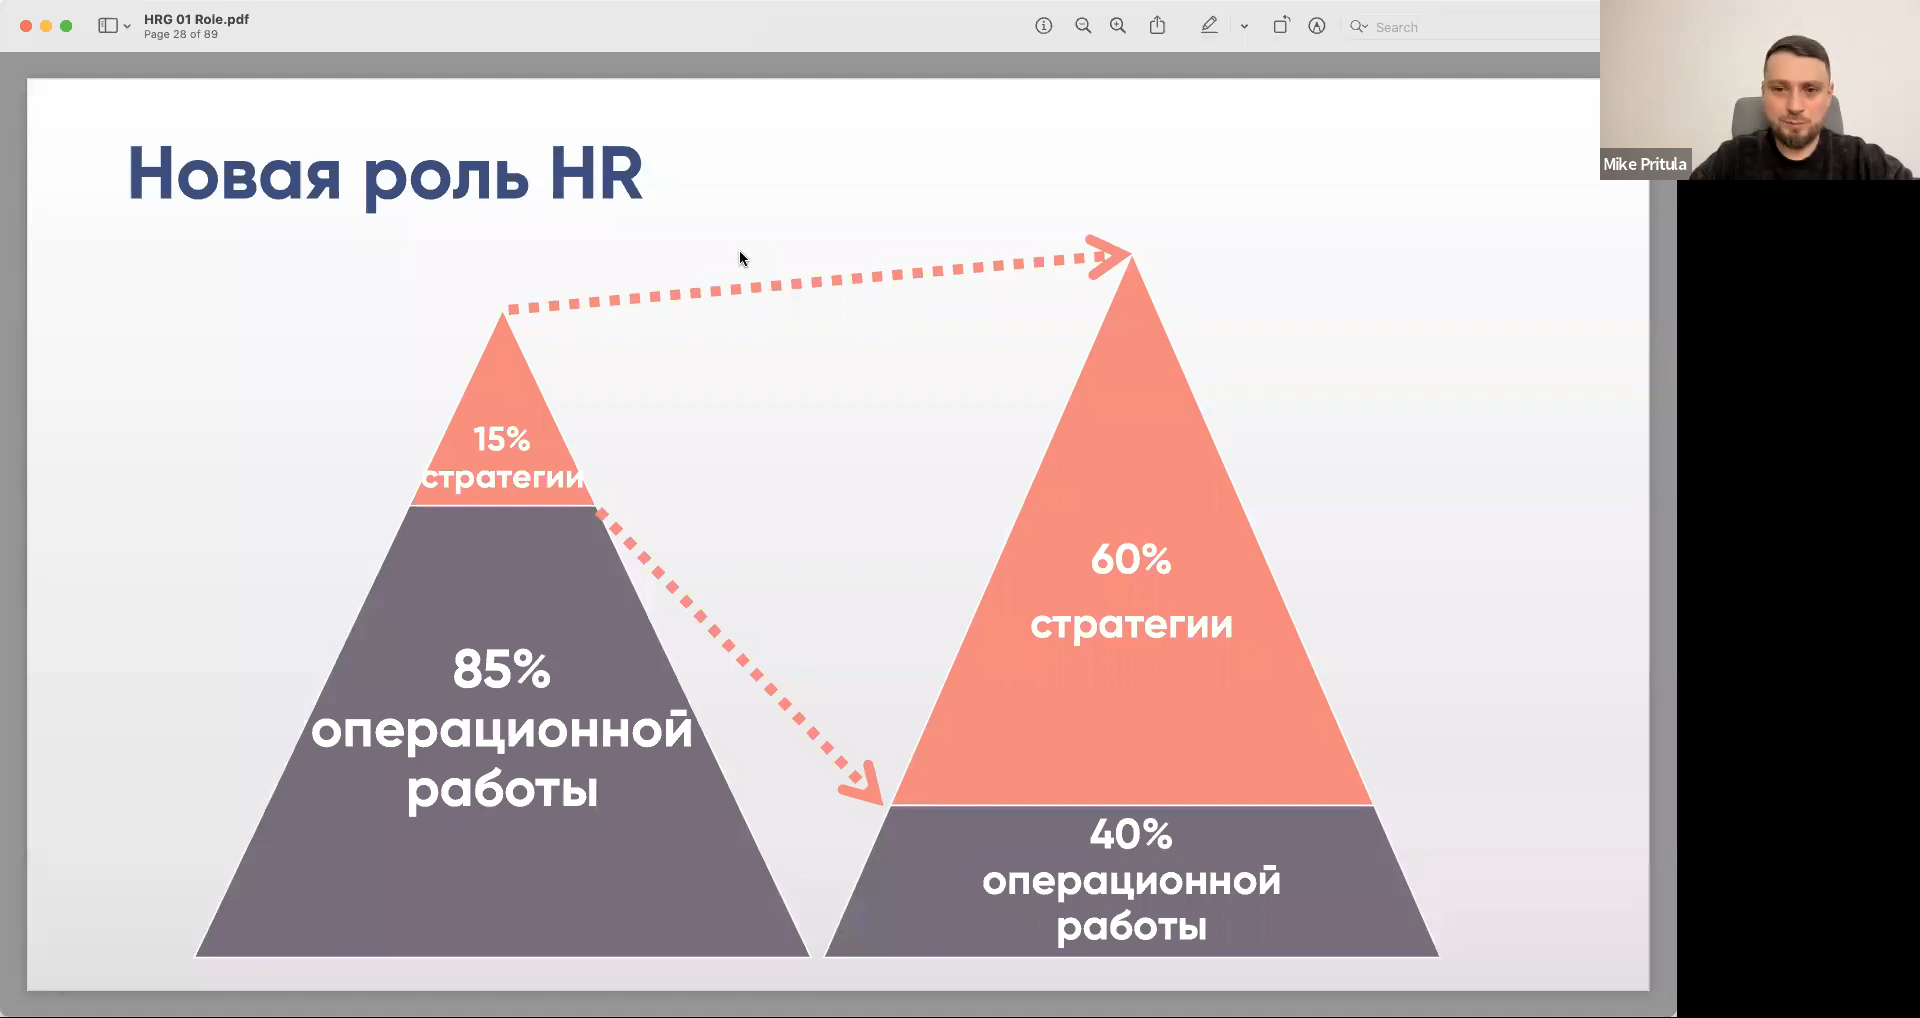 HRG 01 Role.pdf
Page 28 of 89
Search
Mike Pritula
Новая роль HR
15%
стратегии
85%
операционной
работы
60%
стратегии
40%
операционной
работы